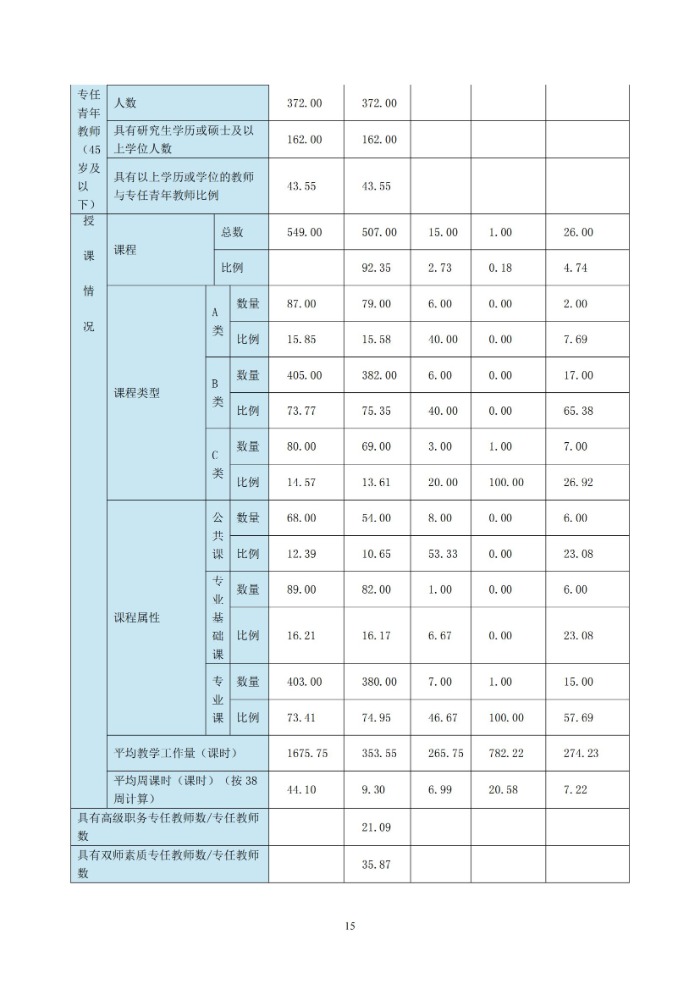 专任
青年
教师
（45
岁及
以
下）
人数 372.00 372.00
具有研究生学历或硕士及以
上学位人数 162.00 162.00
具有以上学历或学位的教师
与专任青年教师比例 43.55 43.55
授
课
情
况
课程
总数 549.00 507.00 15.00 1.00 26.00
比例 92.35 2.73 0.18 4.74
课程类型
A
类
数量 87.00 79.00 6.00 0.00 2.00
比例 15.85 15.58 40.00 0.00 7.69
B
类
数量 405.00 382.00 6.00 0.00 17.00
比例 73.77 75.35 40.00 0.00 65.38
C
类
数量 80.00 69.00 3.00 1.00 7.00
比例 14.57 13.61 20.00 100.00 26.92
课程属性
公
共
课
数量 68.00 54.00 8.00 0.00 6.00
比例 12.39 10.65 53.33 0.00 23.08
专
业
基
础
课
数量 89.00 82.00 1.00 0.00 6.00
比例 16.21 16.17 6.67 0.00 23.08
专
业
课
数量 403.00 380.00 7.00 1.00 15.00
比例 73.41 74.95 46.67 100.00 57.69
平均教学工作量（课时） 1675.75 353.55 265.75 782.22 274.23
平均周课时（课时）（按 38
周计算） 44.10 9.30 6.99 20.58 7.22
具有高级职务专任教师数/专任教师
数 21.09
具有双师素质专任教师数/专任教师
数 35.87
15